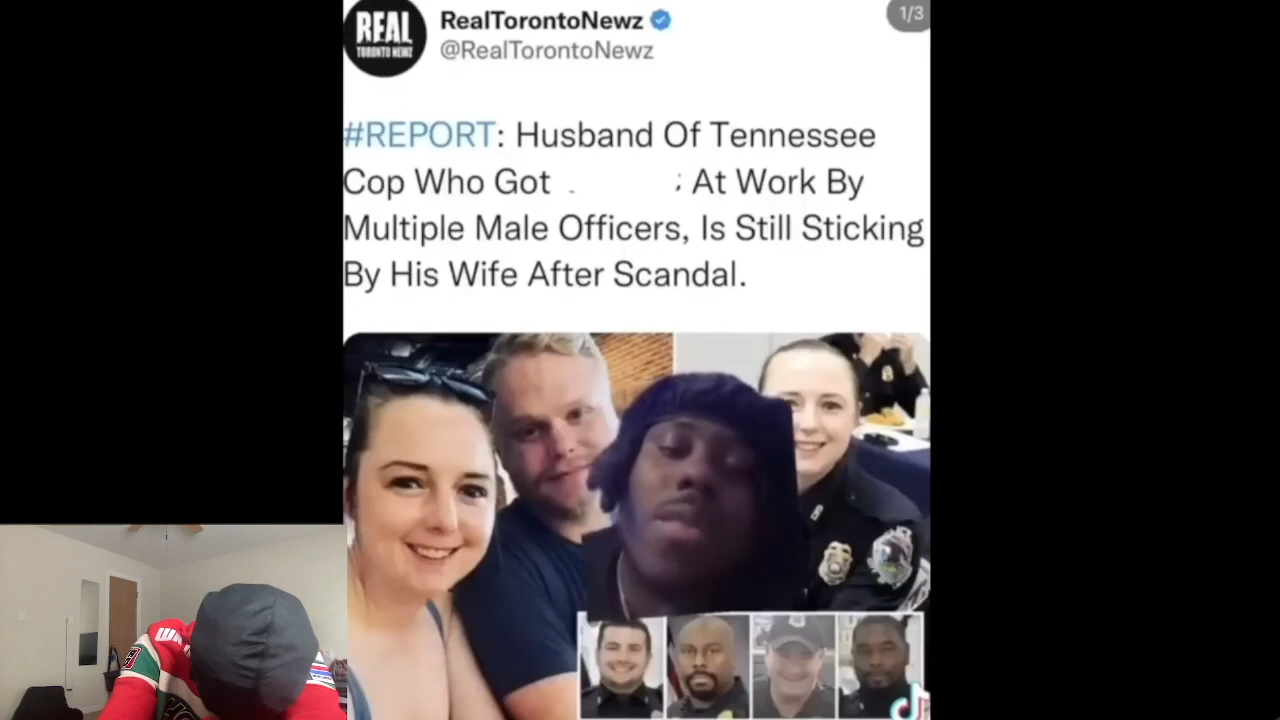 REAL
TORONTO NEWZ
RealTorontoNewz
@RealTorontoNewz
1/3
#REPORT: Husband Of Tennessee
Cop Who Got At Work By
Multiple Male Officers, Is Still Sticking
By His Wife After Scandal.